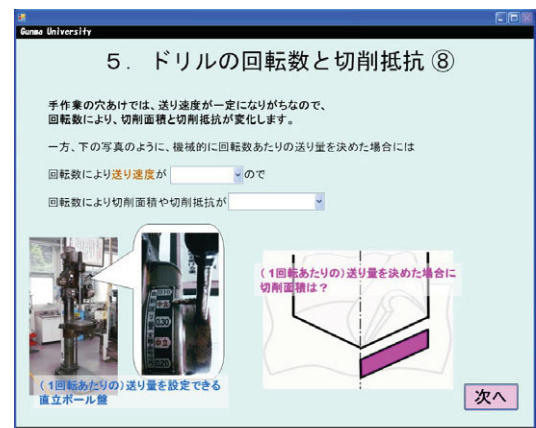 Gunma University
5. ドリルの回転数と切削抵抗 ⑧
手作業の穴あけでは、送り速度が一定になりがちなので、
回転数により、切削面積と切削抵抗が変化します。
一方、下の写真のように、機械的に回転数あたりの送り量を決めた場合には
回転数により送り速度が ので
回転数により切削面積や切削抵抗が
(1回転あたりの)送り量を決めた場合に
切削面積は?
(1回転あたりの)送り量を設定できる
直立ボール盤
次へ